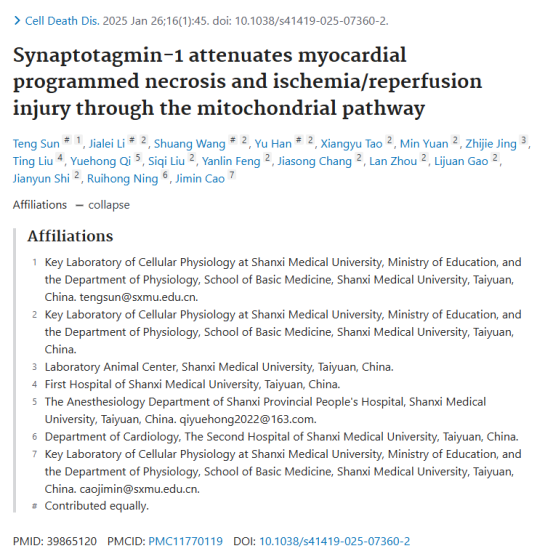 Cell Death Dis. 2025 Jan 26;16(1):45. doi: 10.1038/s41419-025-07360-2.
Synaptotagmin-1 attenuates myocardial
programmed necrosis and ischemia/reperfusion
injury through the mitochondrial pathway
Teng Sun # 1, Jialei Li # 2, Shuang Wang # 2, Yu Han # 2, Xiangyu Tao 2, Min Yuan 2, Zhijie Jing 3,
Ting Liu 4, Yuehong Qi 5, Siqi Liu 2, Yanlin Feng 2, Jiasong Chang 2, Lan Zhou 2, Lijuan Gao 2,
Jianyun Shi 2, Ruihong Ning 6, Jimin Cao 7
Affiliations − collapse
Affiliations
1 Key Laboratory of Cellular Physiology at Shanxi Medical University, Ministry of Education, and
the Department of Physiology, School of Basic Medicine, Shanxi Medical University, Taiyuan,
China. tengsun@sxmu.edu.cn.
2 Key Laboratory of Cellular Physiology at Shanxi Medical University, Ministry of Education, and
the Department of Physiology, School of Basic Medicine, Shanxi Medical University, Taiyuan,
China.
3 Laboratory Animal Center, Shanxi Medical University, Taiyuan, China.
4 First Hospital of Shanxi Medical University, Taiyuan, China.
5 The Anesthesiology Department of Shanxi Provincial People's Hospital, Shanxi Medical
University, Taiyuan, China. qiyuehong2022@163.com.
6 Department of Cardiology, The Second Hospital of Shanxi Medical University, Taiyuan, China.
7 Key Laboratory of Cellular Physiology at Shanxi Medical University, Ministry of Education, and
the Department of Physiology, School of Basic Medicine, Shanxi Medical University, Taiyuan,
China. caojimin@sxmu.edu.cn.
# Contributed equally.
PMID: 39865120 PMCID: PMC11770119 DOI: 10.1038/s41419-025-07360-2